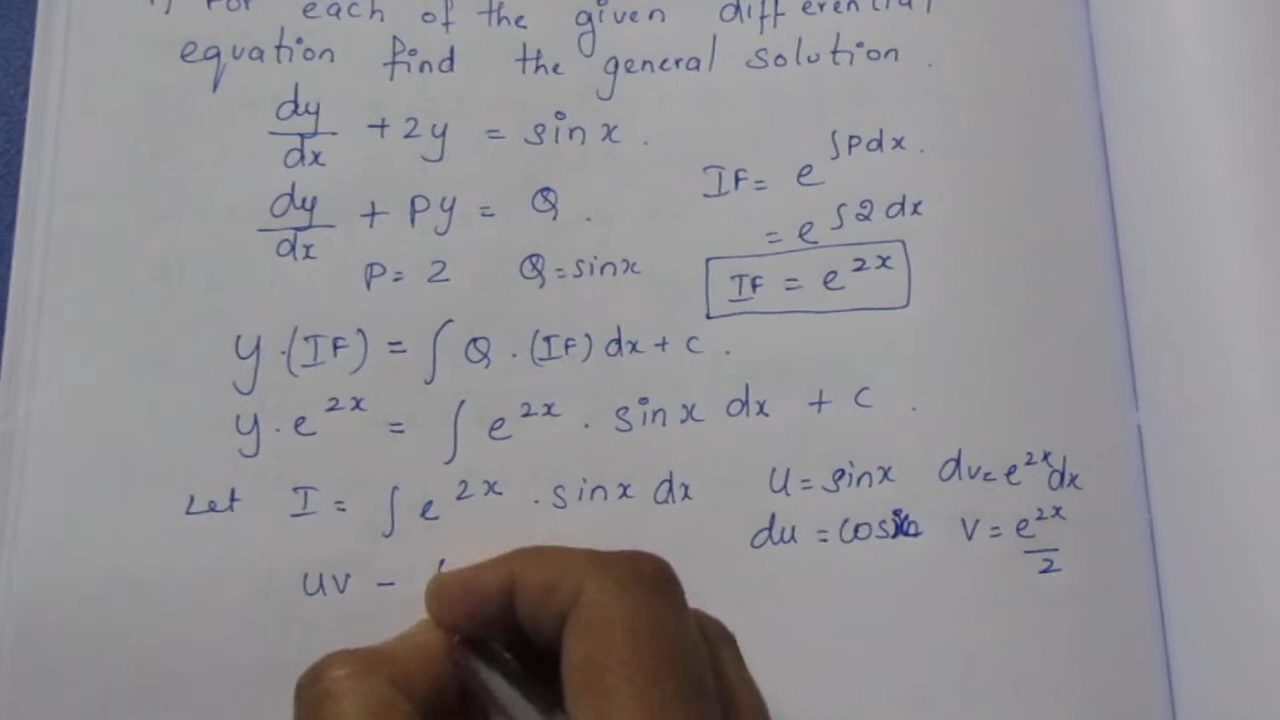 1) For each of the given differential
equation find the general solution .
dy/dx + 2y = sin x .
dy/dx + Py = Q .
P = 2 Q = sin x
IF = e^∫Pdx .
= e^∫2 dx
IF = e^2x
y . (IF) = ∫ Q . (IF) dx + c .
y . e^2x = ∫ e^2x . sin x dx + c .
Let I = ∫ e^2x . sin x dx
u = sin x dv = e^2x dx
du = cos v = e^2x/2
uv −